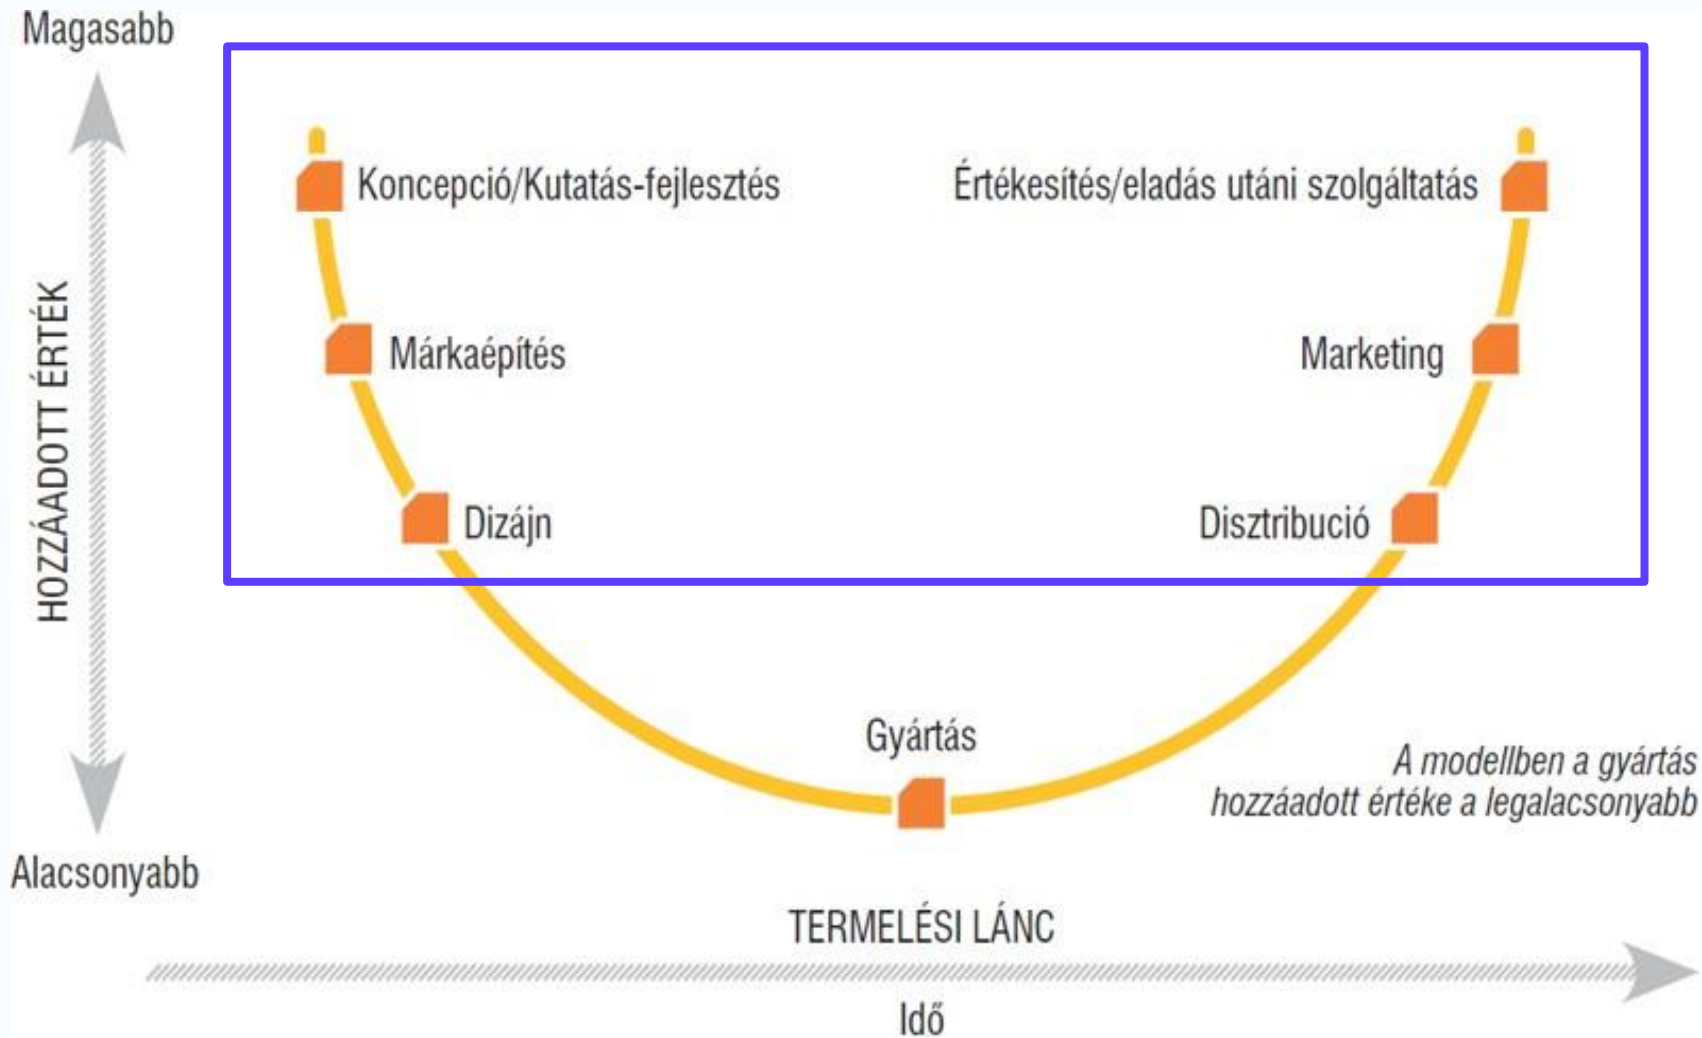 Magasabb
Koncepció/Kutatás-fejlesztés
Értékesítés/eladás utáni szolgáltatás
Márkaépítés
Marketing
HOZZÁADOTT ÉRTÉK
Dizájn
Disztribúció
Gyártás
A modellben a gyártás
hozzáadott értéke a legalacsonyabb
Alacsonyabb
TERMELÉSI LÁNC
Idő